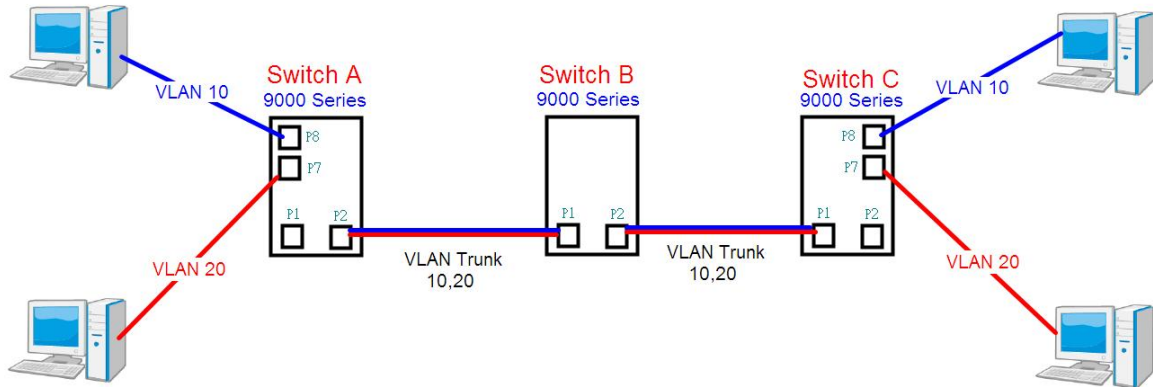 Switch A
9000 Series
Switch B
9000 Series
Switch C
9000 Series
VLAN 10
VLAN 10
P8
P7
P8
P7
P1
P2
P1
P2
P1
P2
VLAN 20
VLAN Trunk
10,20
VLAN Trunk
10,20
VLAN 20